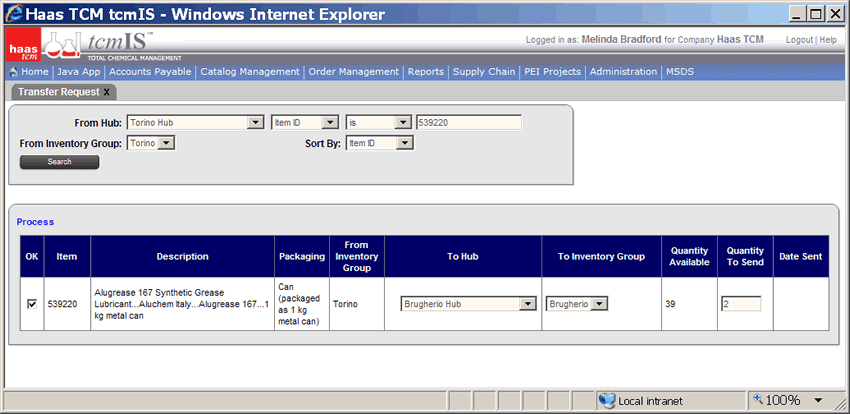 Haas TCM tcmIS - Windows Internet Explorer
haas tcm
tcmIS™
TOTAL CHEMICAL MANAGEMENT
Logged in as: Melinda Bradford for Company Haas TCM Logout | Help
Home | Java App | Accounts Payable | Catalog Management | Order Management | Reports | Supply Chain | PEI Projects | Administration | MSDS
Transfer Request x
From Hub: Torino Hub Item ID is 539220
From Inventory Group: Torino Sort By: Item ID
Search
Process
OK Item Description Packaging From Inventory Group To Hub To Inventory Group Quantity Available Quantity To Send Date Sent
539220 Alugrease 167 Synthetic Grease Lubricant...Aluchem Italy...Alugrease 167...1 kg metal can Can (packaged as 1 kg metal can) Torino Brugherio Hub Brugherio 39 2
Local intranet 100%